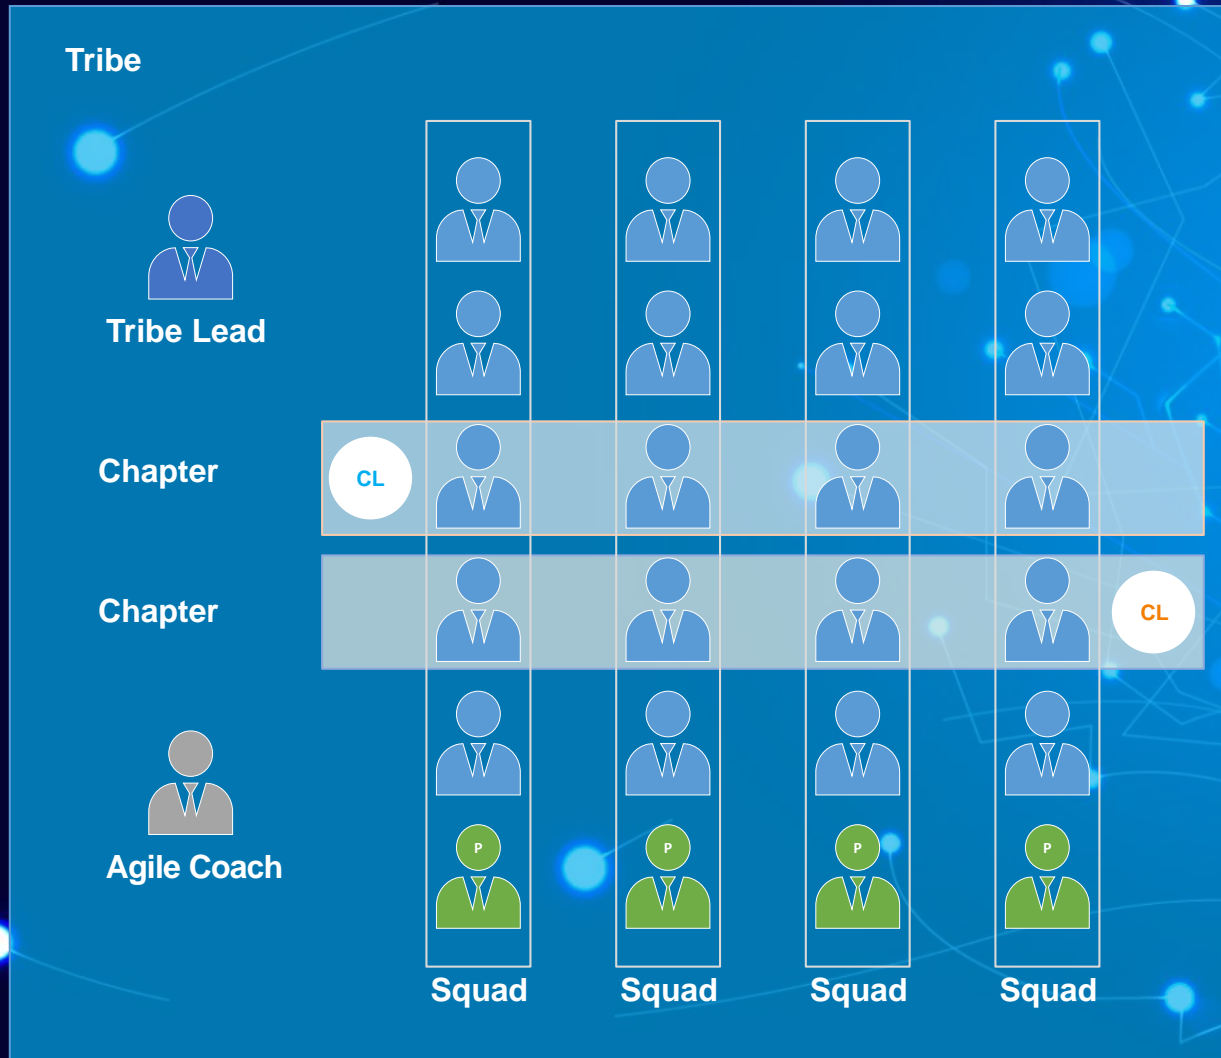 Tribe
Tribe Lead
Chapter
CL
Chapter
CL
Agile Coach
P
P
P
P
Squad
Squad
Squad
Squad